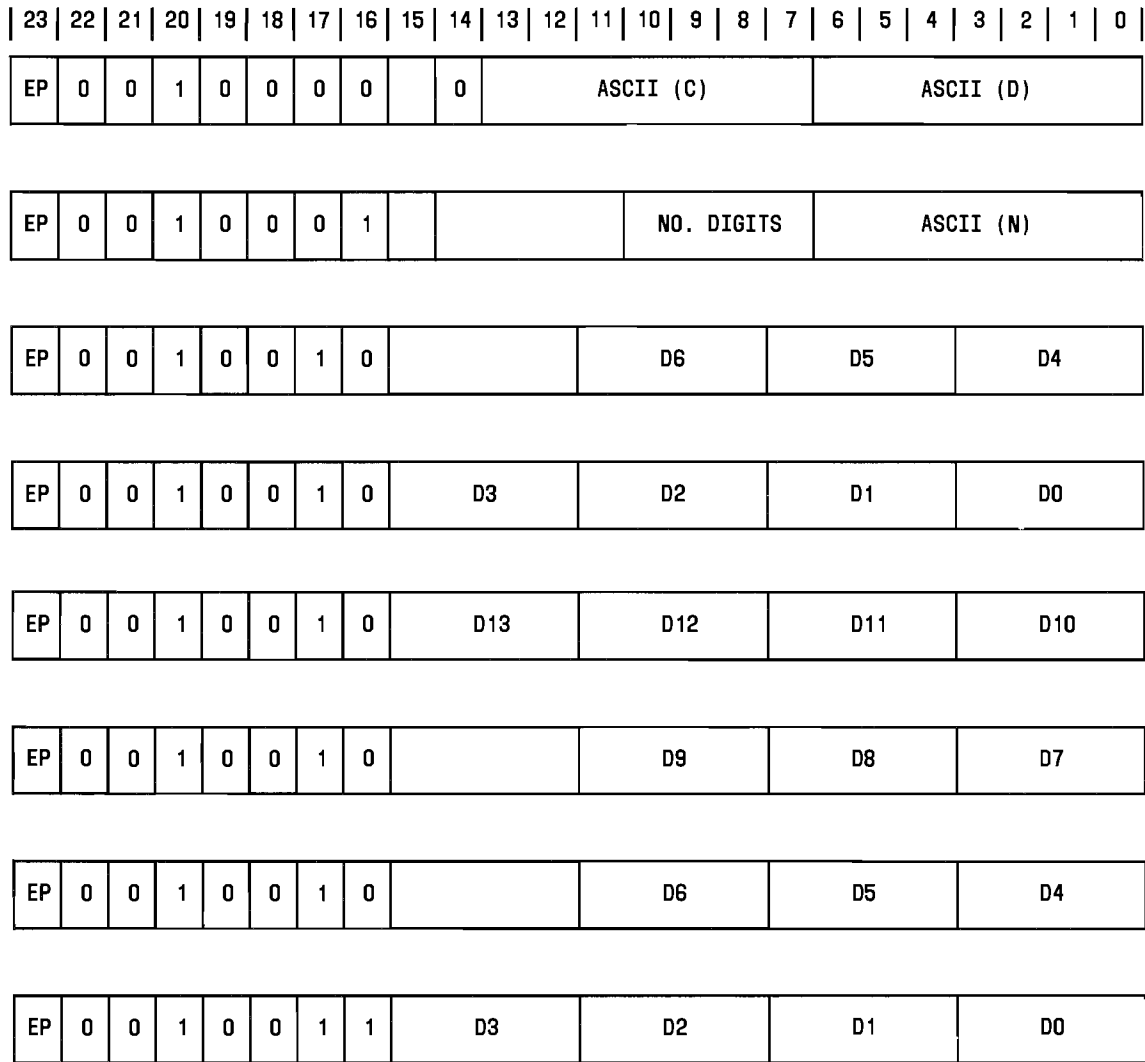 | 23 | 22 | 21 | 20 | 19 | 18 | 17 | 16 | 15 | 14 | 13 | 12 | 11 | 10 | 9 | 8 | 7 | 6 | 5 | 4 | 3 | 2 | 1 | 0 |
EP 0 0 1 0 0 0 0 0 ASCII (C) ASCII (D)
EP 0 0 1 0 0 0 1 NO. DIGITS ASCII (N)
EP 0 0 1 0 0 1 0 D6 D5 D4
EP 0 0 1 0 0 1 0 D3 D2 D1 D0
EP 0 0 1 0 0 1 0 D13 D12 D11 D10
EP 0 0 1 0 0 1 0 D9 D8 D7
EP 0 0 1 0 0 1 0 D6 D5 D4
EP 0 0 1 0 0 1 1 D3 D2 D1 D0